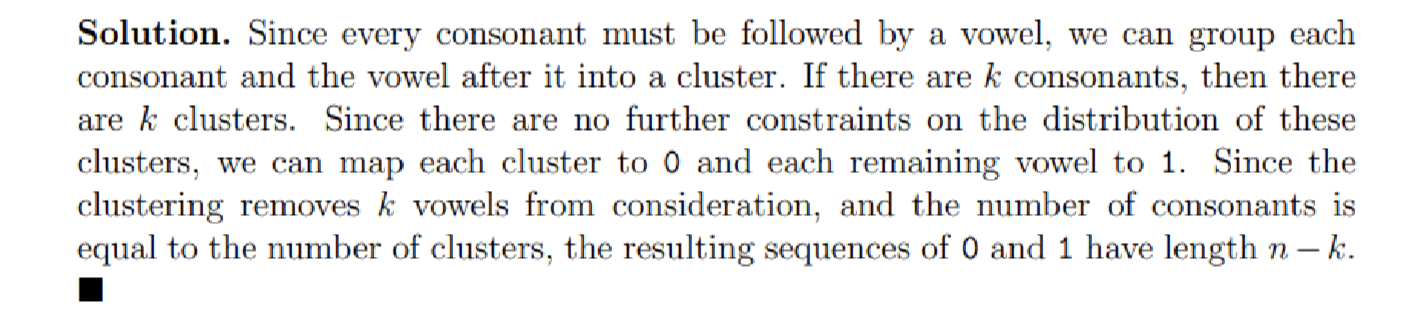 Solution. Since every consonant must be followed by a vowel, we can group each
consonant and the vowel after it into a cluster. If there are k consonants, then there
are k clusters. Since there are no further constraints on the distribution of these
clusters, we can map each cluster to 0 and each remaining vowel to 1. Since the
clustering removes k vowels from consideration, and the number of consonants is
equal to the number of clusters, the resulting sequences of 0 and 1 have length n − k.
■